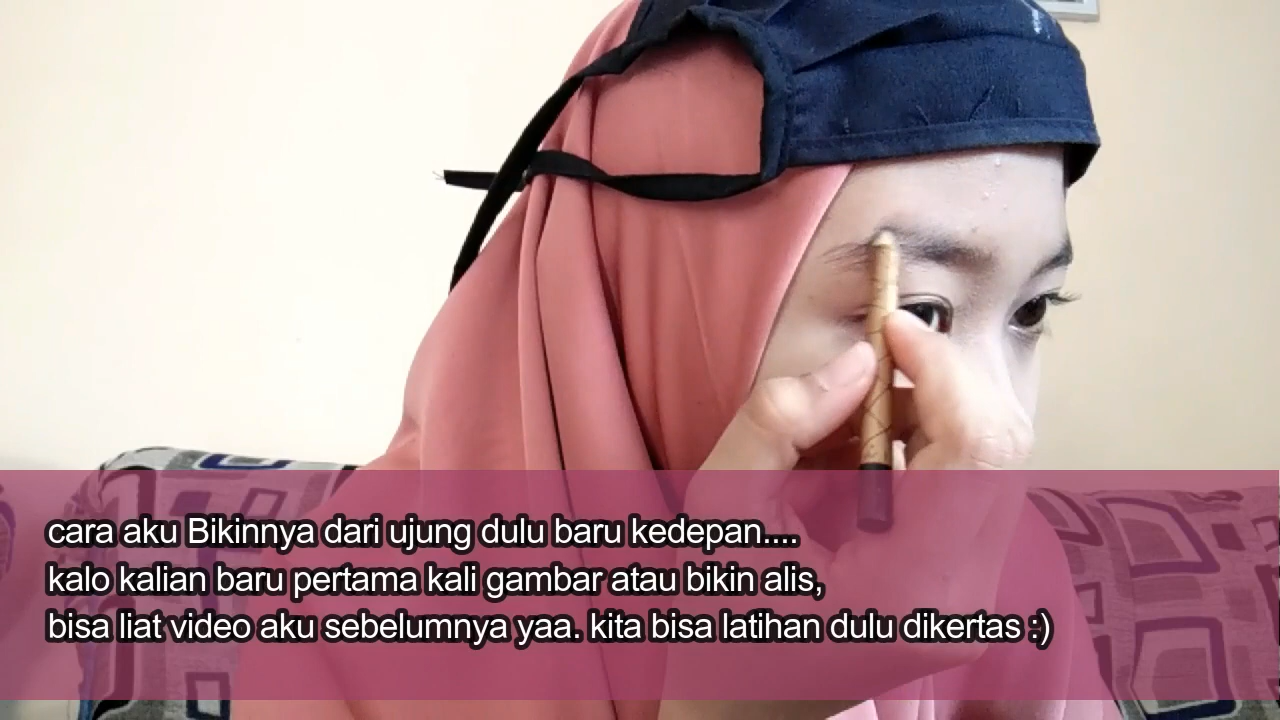 cara aku Bikinnya dari ujung dulu baru kedepan....
kalo kalian baru pertama kali gambar atau bikin alis,
bisa liat video aku sebelumnya yaa. kita bisa latihan dulu dikertas :)